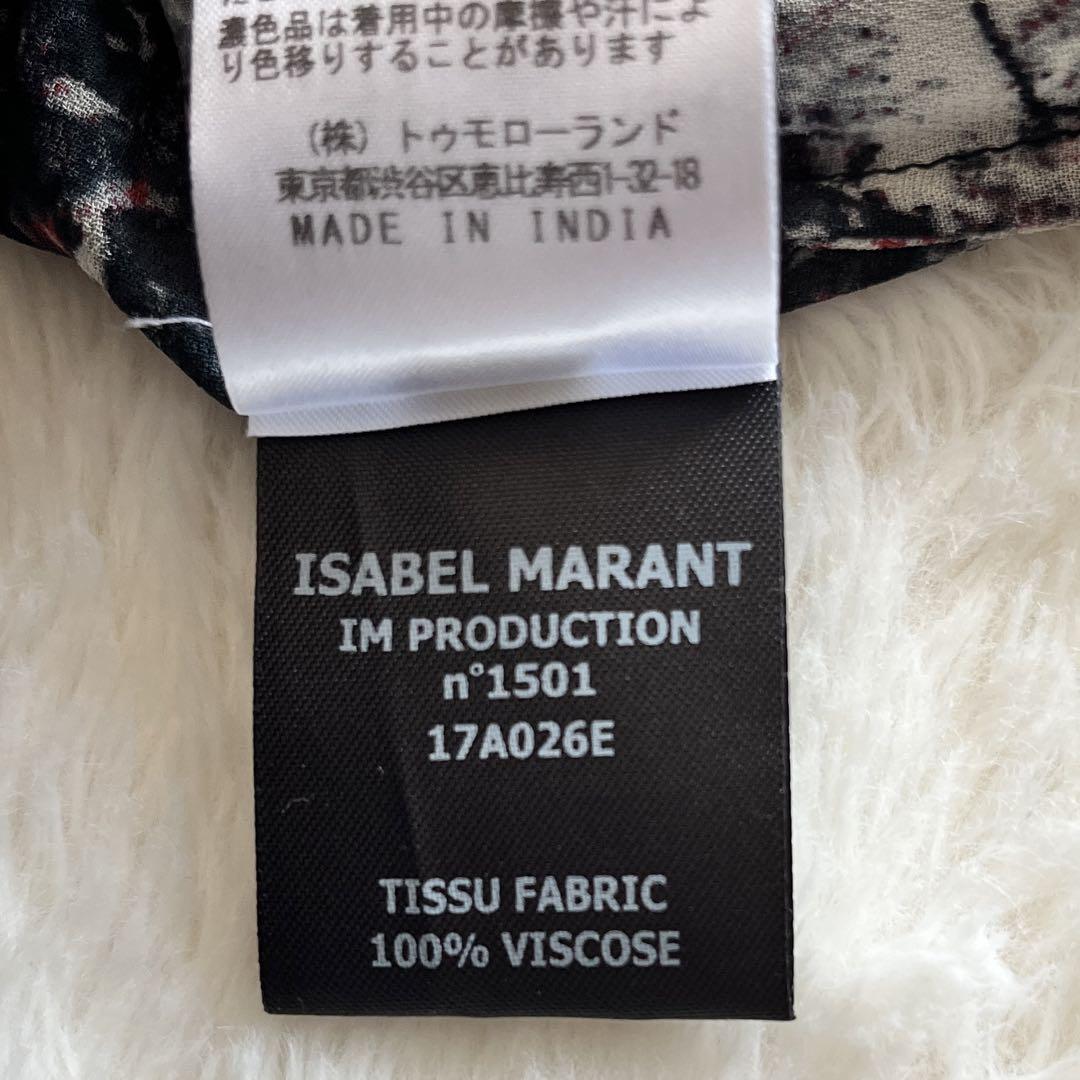 濃色品は着用中の摩擦や汗によ
り色移りすることがあります
(株) トゥモローランド
東京都渋谷区恵比寿西1-32-18
MADE IN INDIA
ISABEL MARANT
IM PRODUCTION
n°1501
17A026E
TISSU FABRIC
100% VISCOSE